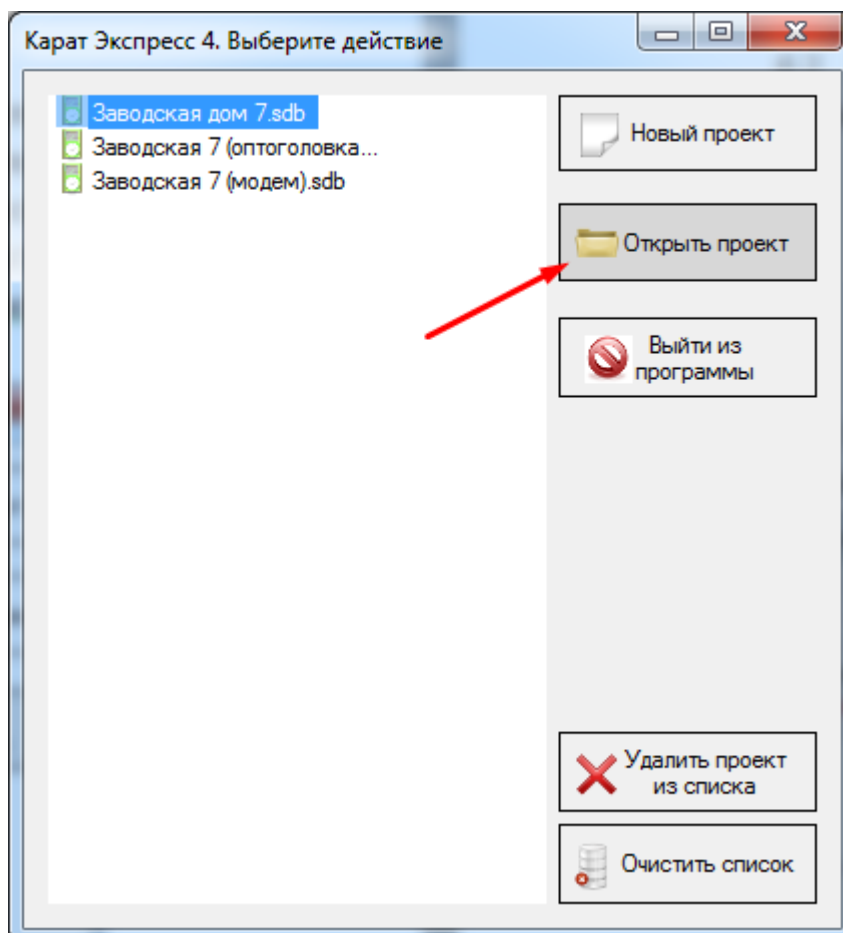 Карат Экспресс 4. Выберите действие
Заводская дом 7.sdb
Заводская 7 (оптоголовка...
Заводская 7 (модем).sdb
Новый проект
Открыть проект
Выйти из
программы
Удалить проект
из списка
Очистить список